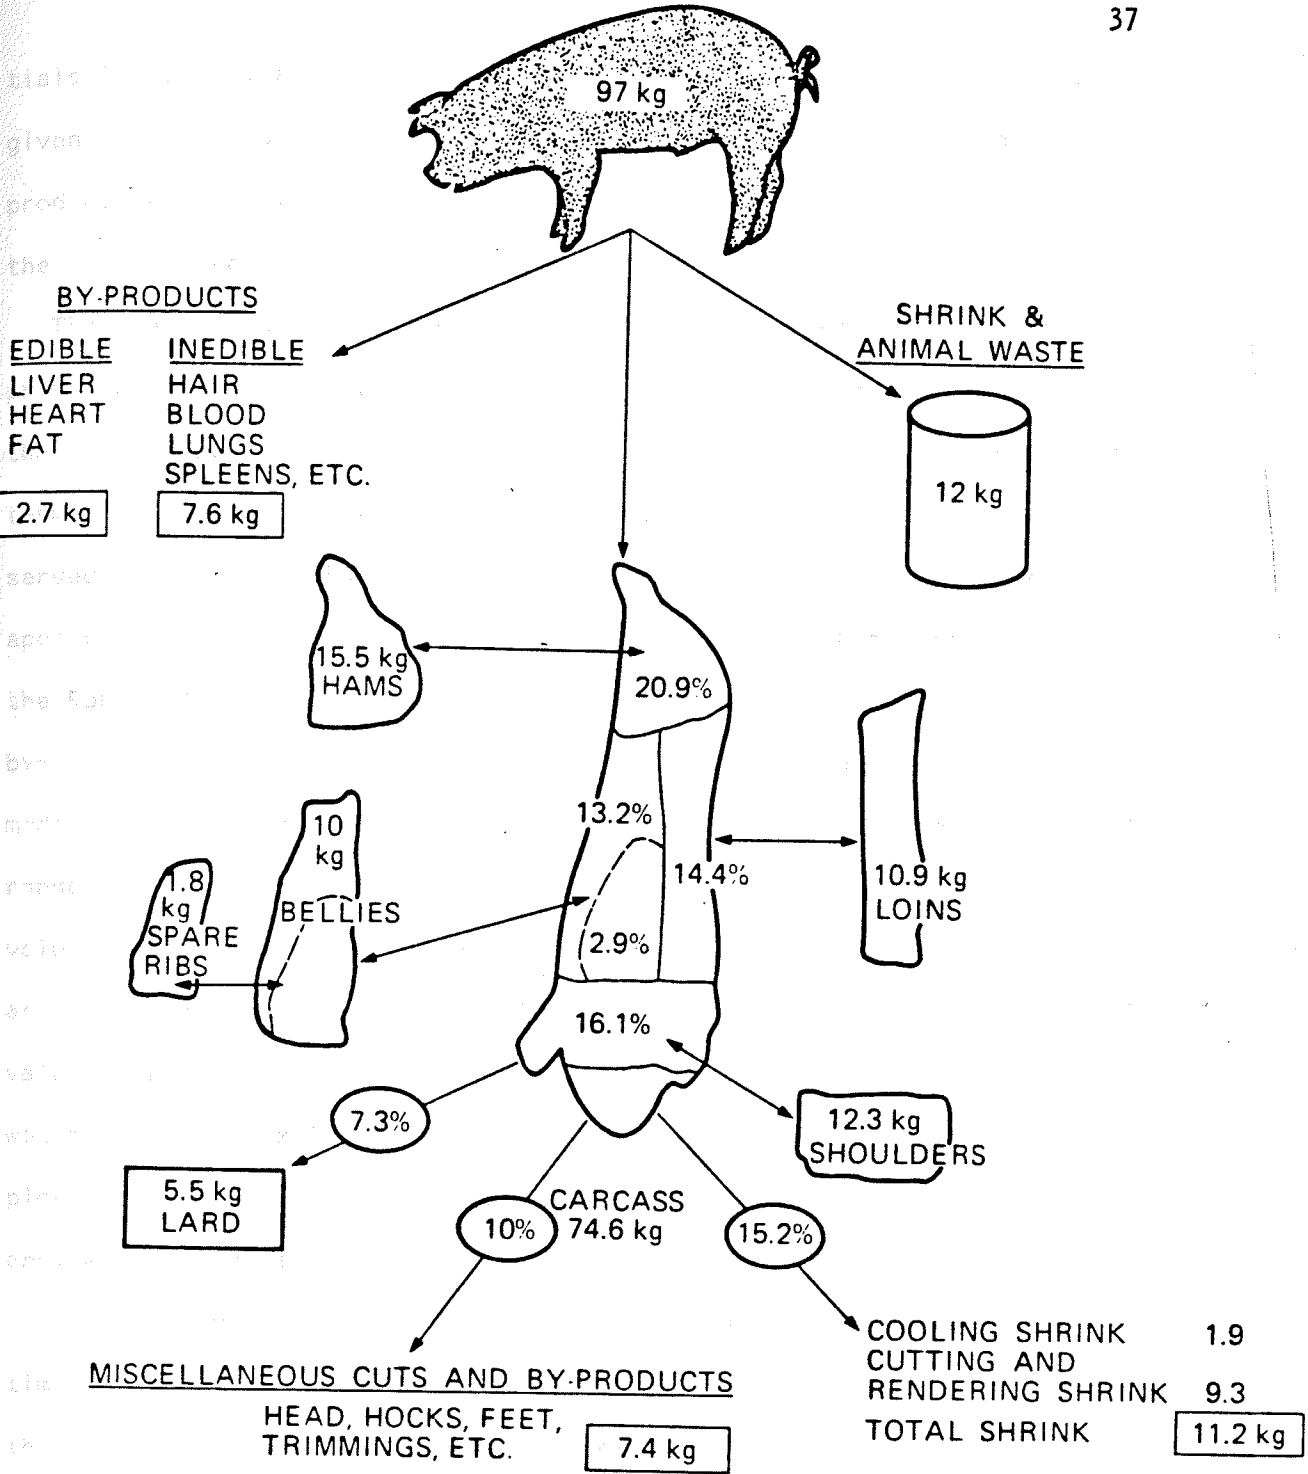 37
97 kg
BY-PRODUCTS
EDIBLE
LIVER
HEART
FAT
2.7 kg
INEDIBLE
HAIR
BLOOD
LUNGS
SPLEENS, ETC.
7.6 kg
SHRINK &
ANIMAL WASTE
12 kg
15.5 kg
HAMS
20.9%
13.2%
14.4%
2.9%
16.1%
10
kg
BELLIES
1.8
kg
SPARE
RIBS
10.9 kg
LOINS
12.3 kg
SHOULDERS
7.3%
5.5 kg
LARD
CARCASS
74.6 kg
10%
15.2%
MISCELLANEOUS CUTS AND BY-PRODUCTS
HEAD, HOCKS, FEET,
TRIMMINGS, ETC.
7.4 kg
COOLING SHRINK 1.9
CUTTING AND
RENDERING SHRINK 9.3
TOTAL SHRINK 11.2 kg